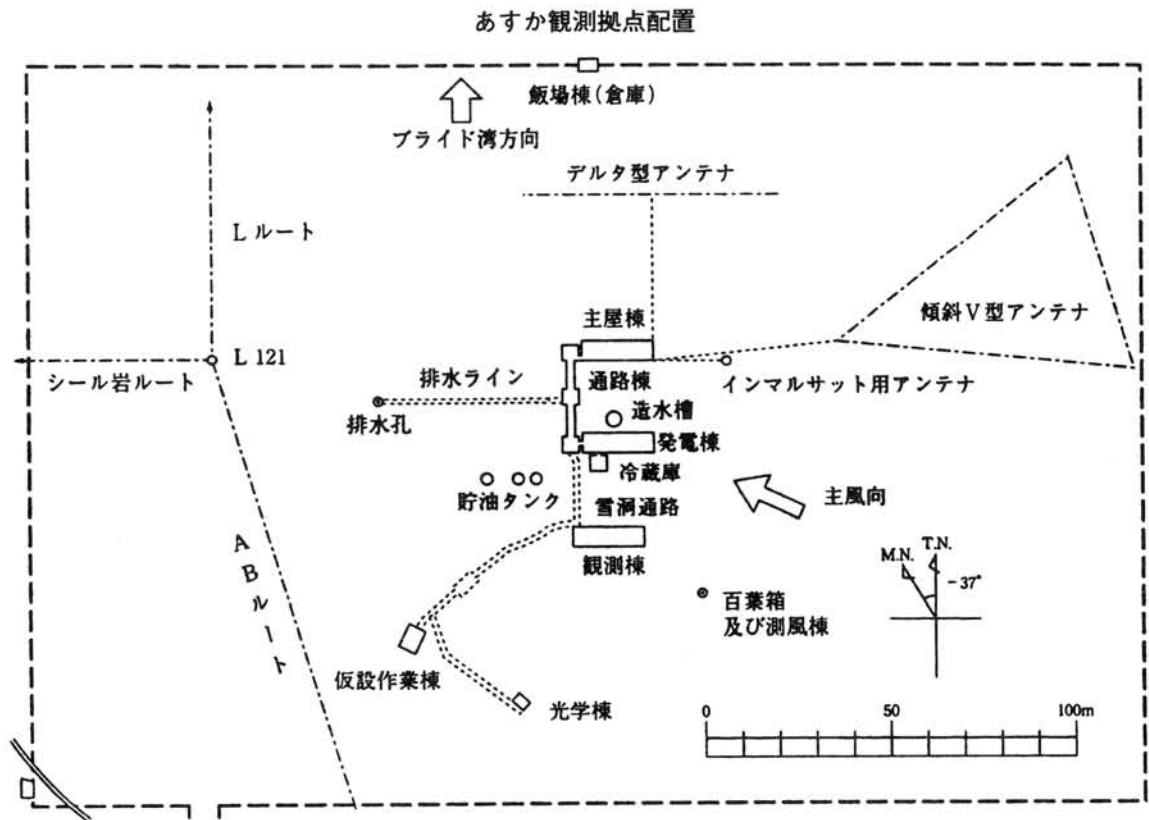 あすか観測拠点配置
飯場棟(倉庫)
ブライド湾方向
デルタ型アンテナ
Lルート
傾斜V型アンテナ
主屋棟
L 121
シール岩ルート
排水ライン
通路棟
インマルサット用アンテナ
造水槽
排水孔
発電棟
冷蔵庫
主風向
貯油タンク
雪洞通路
観測棟
ABルート
M.N.
T.N.
-37°
百葉箱
及び測風棟
仮設作業棟
光学棟
0 50 100m